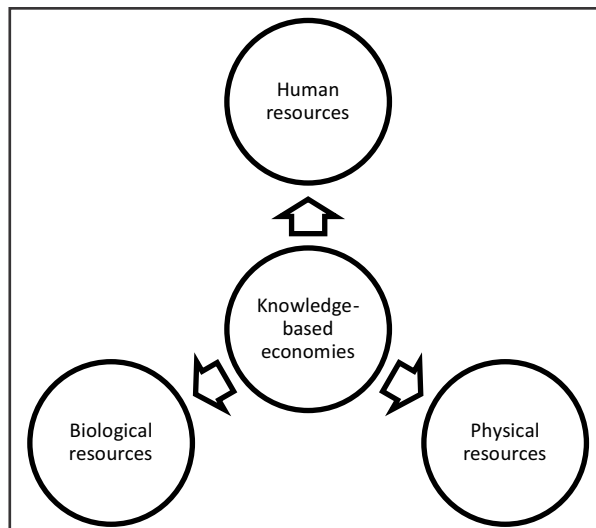 Human
resources
Knowledge-
based
economies
Biological
resources
Physical
resources